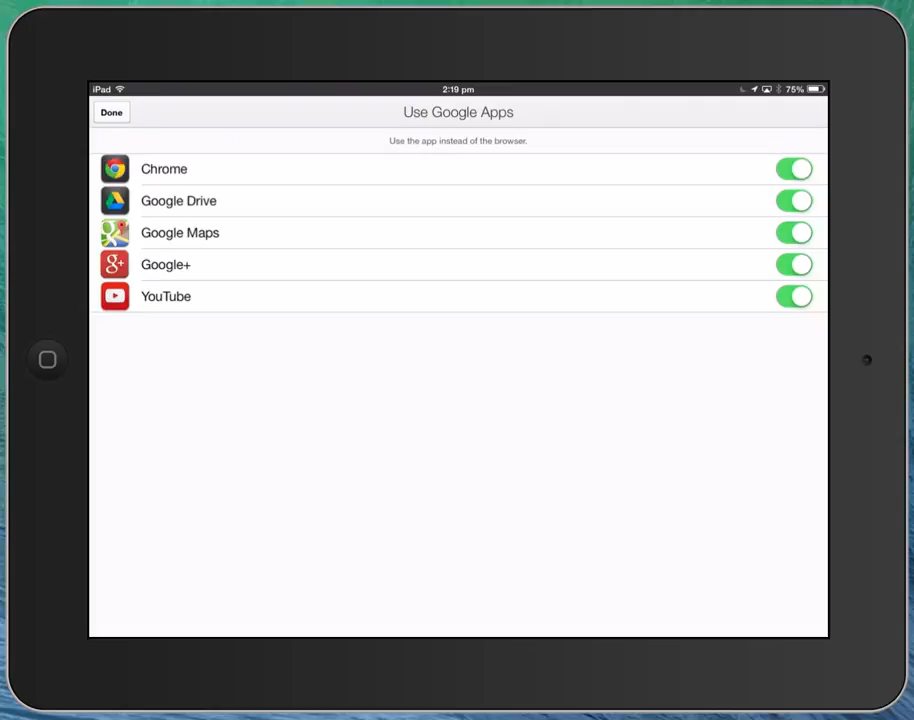 iPad 2:19 pm 75%
Done Use Google Apps
Use the app instead of the browser.
Chrome
Google Drive
Google Maps
g+ Google+
YouTube